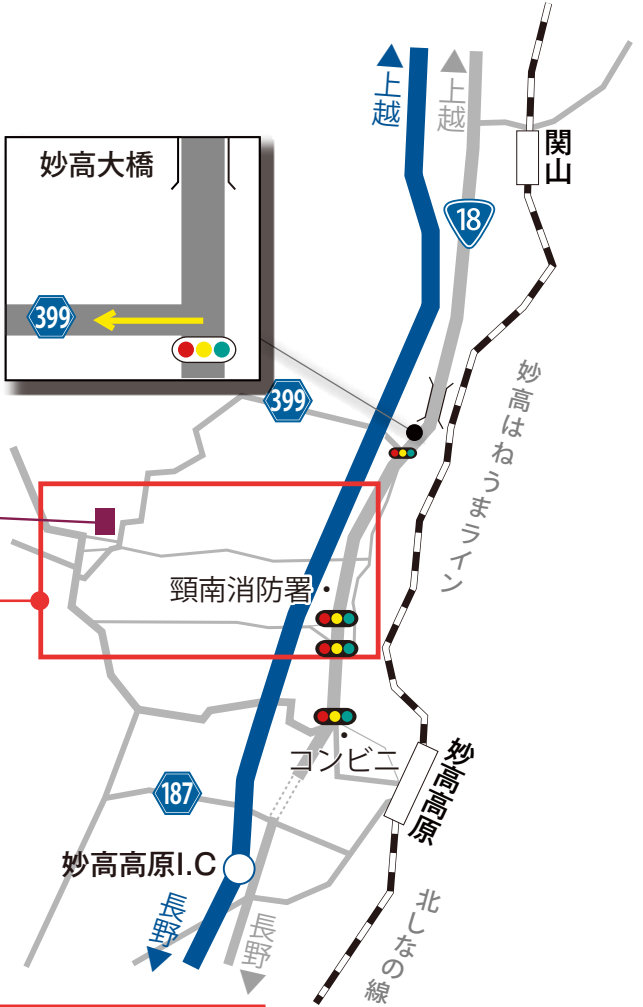 上越
上越
関山
18
妙高大橋
399
399
妙高はねうまライン
頸南消防署
コンビニ
妙高高原
187
妙高高原I.C
長野
長野
北しなの線